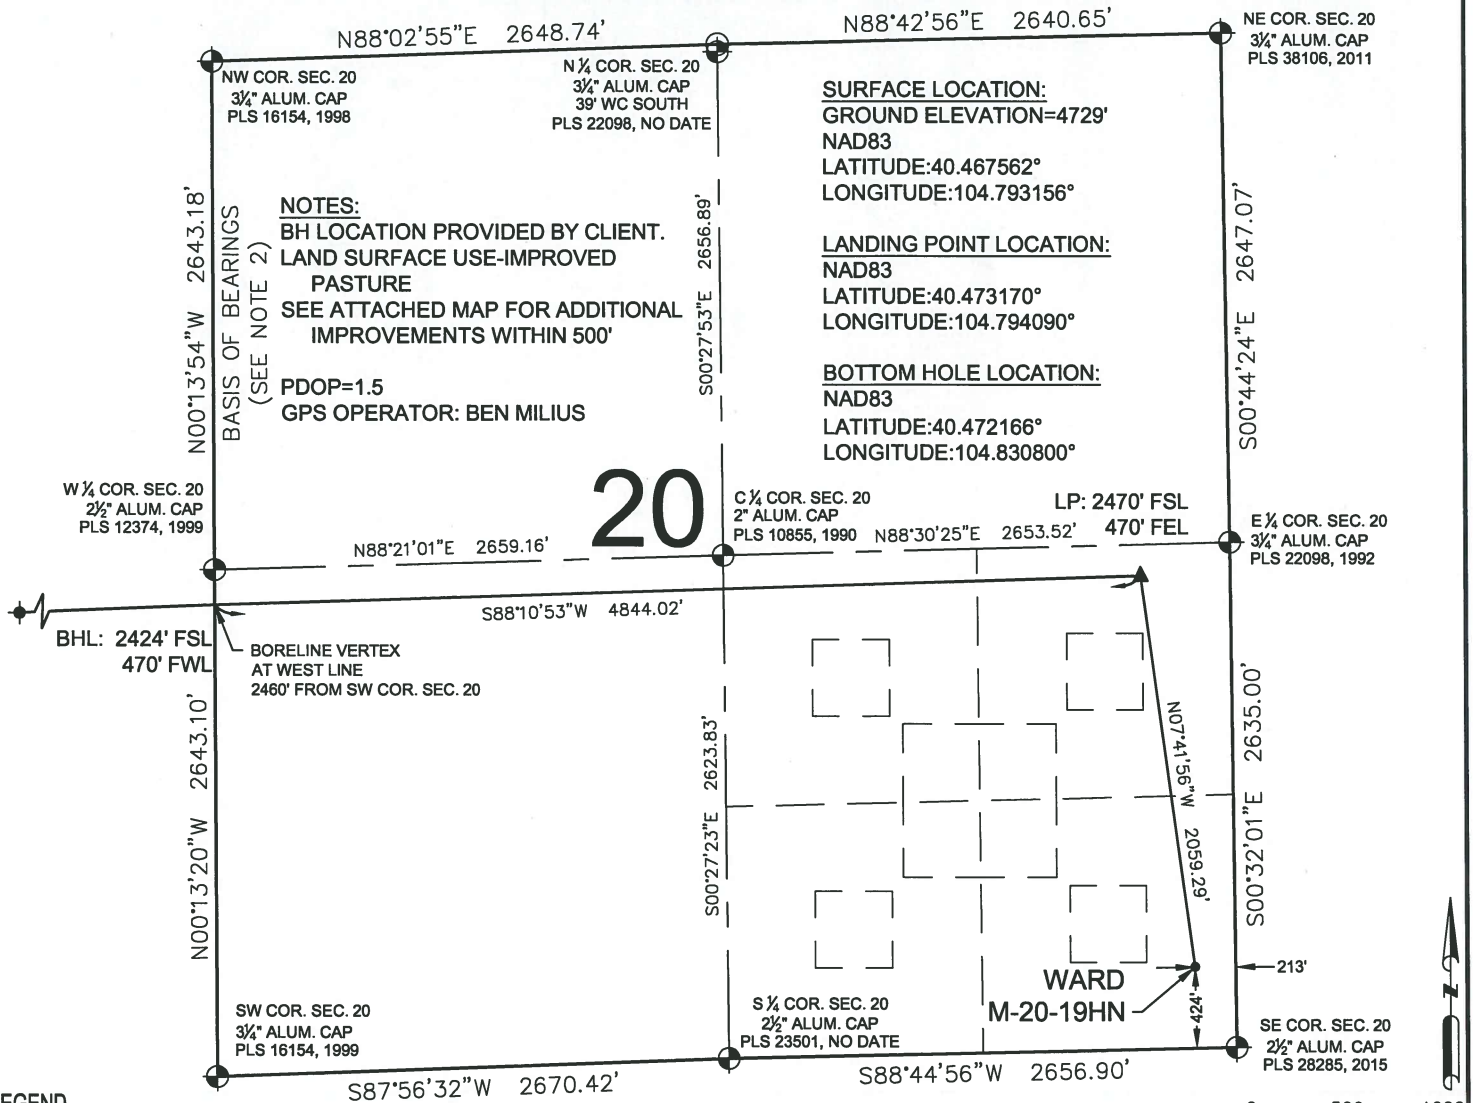 N88°02'55"E 2648.74'
N88°42'56"E 2640.65'
NE COR. SEC. 20
3¼" ALUM. CAP
PLS 38106, 2011
NW COR. SEC. 20
3¼" ALUM. CAP
PLS 16154, 1998
N ¼ COR. SEC. 20
3¼" ALUM. CAP
39' WC SOUTH
PLS 22098, NO DATE
SURFACE LOCATION:
GROUND ELEVATION=4729'
NAD83
LATITUDE:40.467562°
LONGITUDE:104.793156°
LANDING POINT LOCATION:
NAD83
LATITUDE:40.473170°
LONGITUDE:104.794090°
BOTTOM HOLE LOCATION:
NAD83
LATITUDE:40.472166°
LONGITUDE:104.830800°
NOTES:
BH LOCATION PROVIDED BY CLIENT.
LAND SURFACE USE-IMPROVED
PASTURE
SEE ATTACHED MAP FOR ADDITIONAL
IMPROVEMENTS WITHIN 500'
PDOP=1.5
GPS OPERATOR: BEN MILIUS
N00°13'54"W 2643.18'
BASIS OF BEARINGS
(SEE NOTE 2)
S00°27'53"E 2656.89'
S00°44'24"E 2647.07'
W ¼ COR. SEC. 20
2½" ALUM. CAP
PLS 12374, 1999
20
C ¼ COR. SEC. 20
2" ALUM. CAP
PLS 10855, 1990
LP: 2470' FSL
470' FEL
E ¼ COR. SEC. 20
3¼" ALUM. CAP
PLS 22098, 1992
N88°21'01"E 2659.16'
N88°30'25"E 2653.52'
S88°10'53"W 4844.02'
BHL: 2424' FSL
470' FWL
BORELINE VERTEX
AT WEST LINE
2460' FROM SW COR. SEC. 20
N00°13'20"W 2643.10'
S00°27'23"E 2623.83'
N07°41'56"W 2059.29'
S00°32'01"E 2635.00'
WARD
M-20-19HN
213'
424'
N
SW COR. SEC. 20
3¼" ALUM. CAP
PLS 16154, 1999
S ¼ COR. SEC. 20
2½" ALUM. CAP
PLS 23501, NO DATE
SE COR. SEC. 20
2½" ALUM. CAP
PLS 28285, 2015
S87°56'32"W 2670.42'
S88°44'56"W 2656.90'